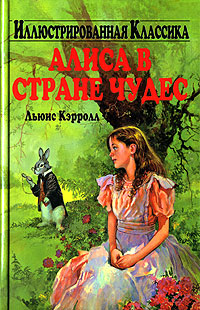 Иллюстрированная Классика
АЛИСА В
СТРАНЕ ЧУДЕС
Льюис Кэрролл